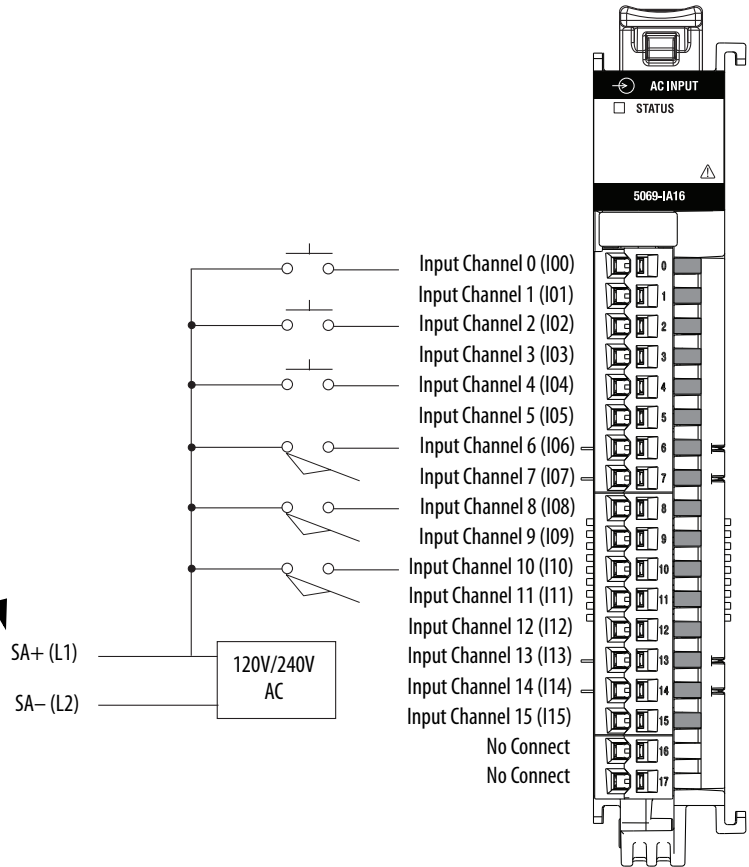 AC INPUT
STATUS
5069-IA16
Input Channel 0 (I00)
Input Channel 1 (I01)
Input Channel 2 (I02)
Input Channel 3 (I03)
Input Channel 4 (I04)
Input Channel 5 (I05)
Input Channel 6 (I06)
Input Channel 7 (I07)
Input Channel 8 (I08)
Input Channel 9 (I09)
Input Channel 10 (I10)
Input Channel 11 (I11)
Input Channel 12 (I12)
Input Channel 13 (I13)
Input Channel 14 (I14)
Input Channel 15 (I15)
No Connect
No Connect
0
1
2
3
4
5
6
7
8
9
10
11
12
13
14
15
16
17
SA+ (L1)
SA– (L2)
120V/240V
AC